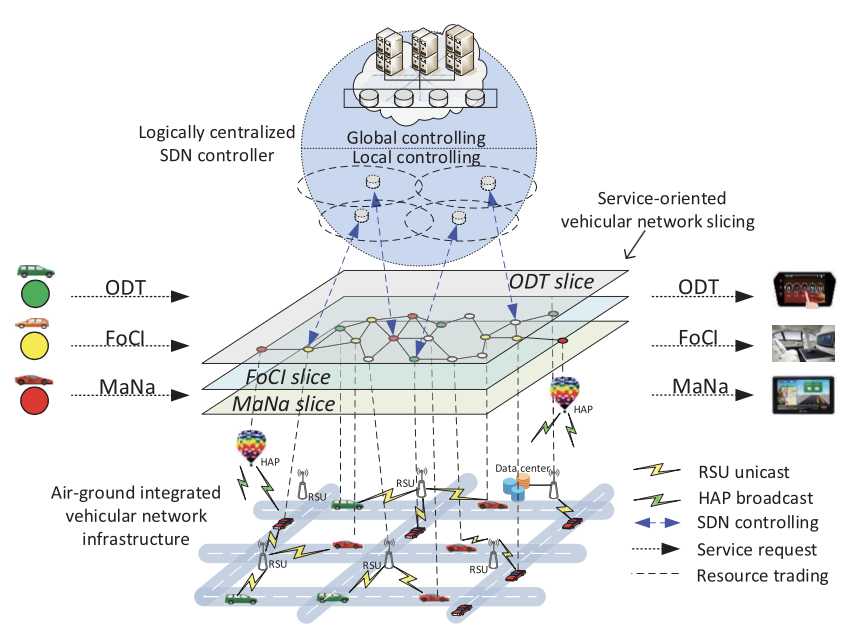 Logically centralized
SDN controller
Global controlling
Local controlling
Service-oriented
vehicular network slicing
ODT
FoCI
MaNa
ODT slice
FoCI slice
MaNa slice
ODT
FoCI
MaNa
HAP
HAP
Air-ground integrated
vehicular network
infrastructure
RSU
RSU
Data center
RSU
RSU
RSU
RSU unicast
HAP broadcast
SDN controlling
Service request
Resource trading